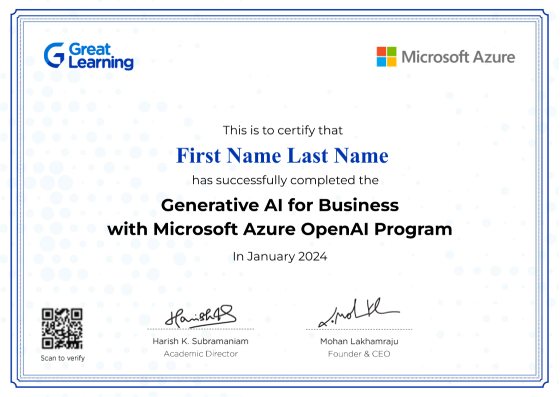 Great
Learning
Microsoft Azure
This is to certify that
First Name Last Name
has successfully completed the
Generative AI for Business
with Microsoft Azure OpenAI Program
In January 2024
Scan to verify
Harish K. Subramaniam
Academic Director
Mohan Lakhamraju
Founder & CEO